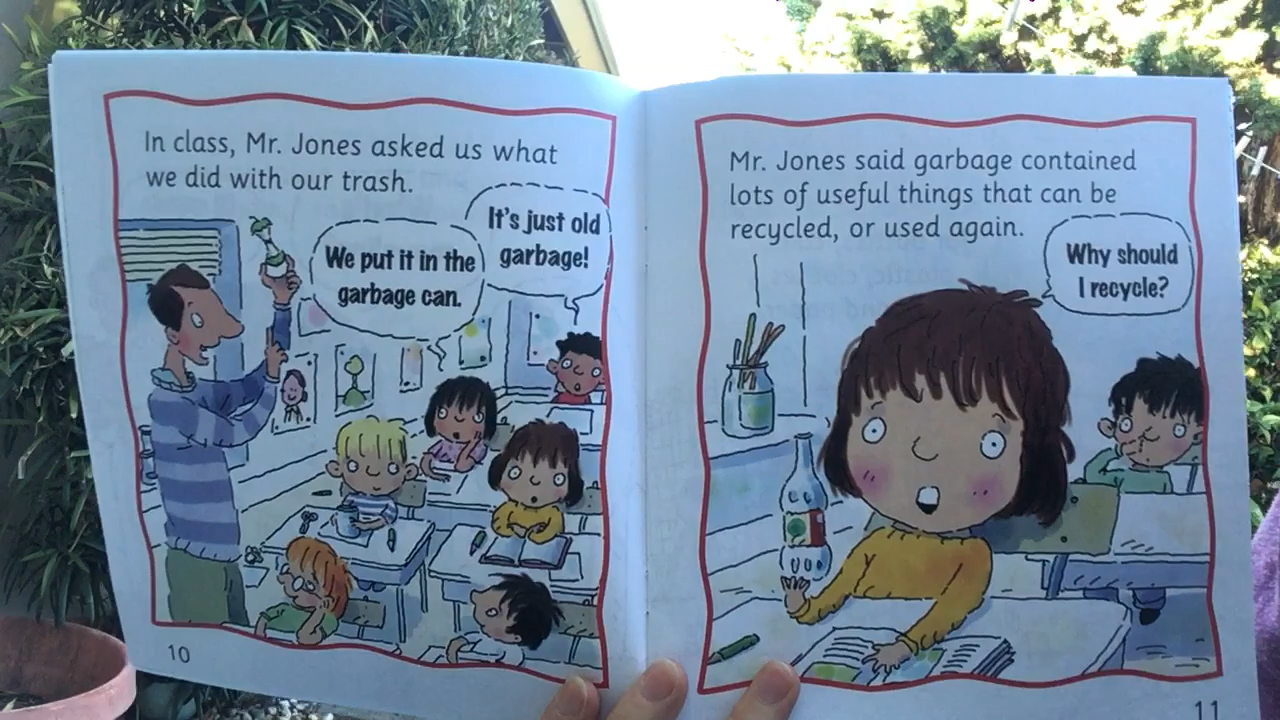 In class, Mr. Jones asked us what
we did with our trash.
We put it in the
garbage can.
It's just old
garbage!
10
Mr. Jones said garbage contained
lots of useful things that can be
recycled, or used again.
Why should
I recycle?
11